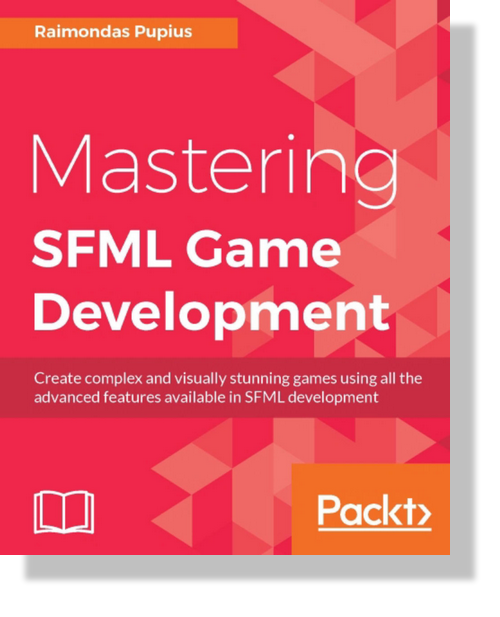 Raimondas Pupius
Mastering
SFML Game
Development
Create complex and visually stunning games using all the
advanced features available in SFML development
Packt>